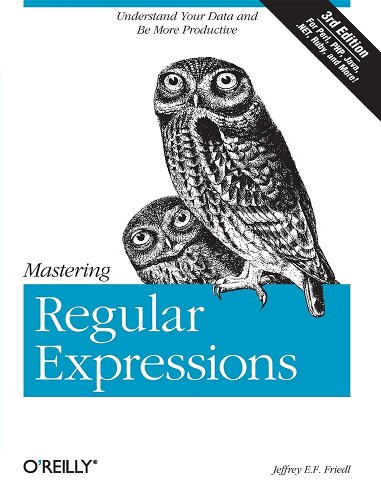 Understand Your Data and
Be More Productive
3rd Edition
For Perl, PHP, Java,
.NET, Ruby, and More!
Mastering
Regular
Expressions
O'REILLY®
Jeffrey E.F. Friedl